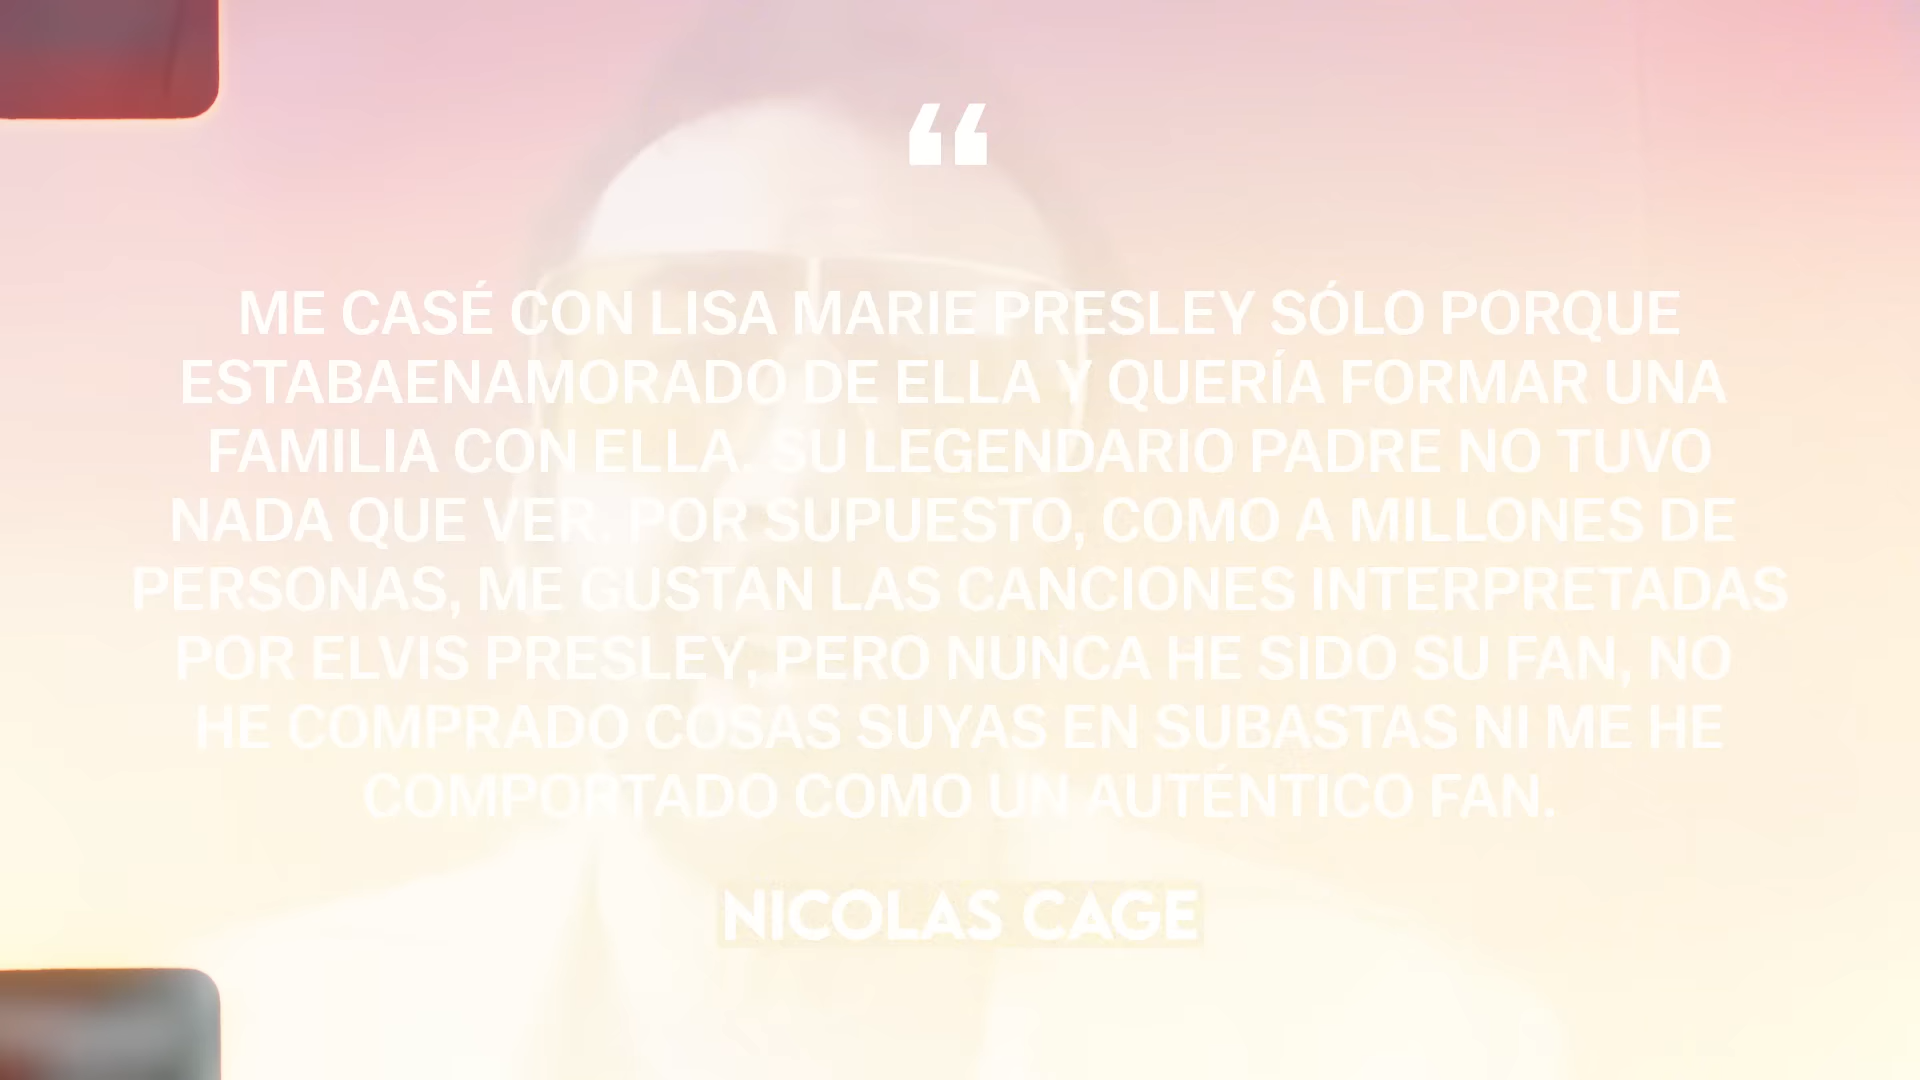 “
ME CASÉ CON LISA MARIE PRESLEY SÓLO PORQUE
ESTABAENAMORADO DE ELLA Y QUERÍA FORMAR UNA
FAMILIA CON ELLA. SU LEGENDARIO PADRE NO TUVO
NADA QUE VER. POR SUPUESTO, COMO A MILLONES DE
PERSONAS, ME GUSTAN LAS CANCIONES INTERPRETADAS
POR ELVIS PRESLEY, PERO NUNCA HE SIDO SU FAN, NO
HE COMPRADO COSAS SUYAS EN SUBASTAS NI ME HE
COMPORTADO COMO UN AUTÉNTICO FAN.
NICOLAS CAGE